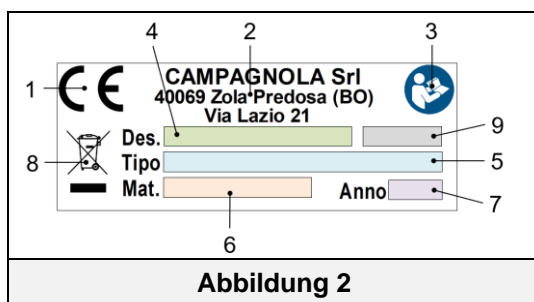 4 2 3
1 CE CAMPAGNOLA Srl
40069 Zola Predosa (BO)
Via Lazio 21
Des. 9
8 Tipo 5
Mat. Anno 7
6
Abbildung 2